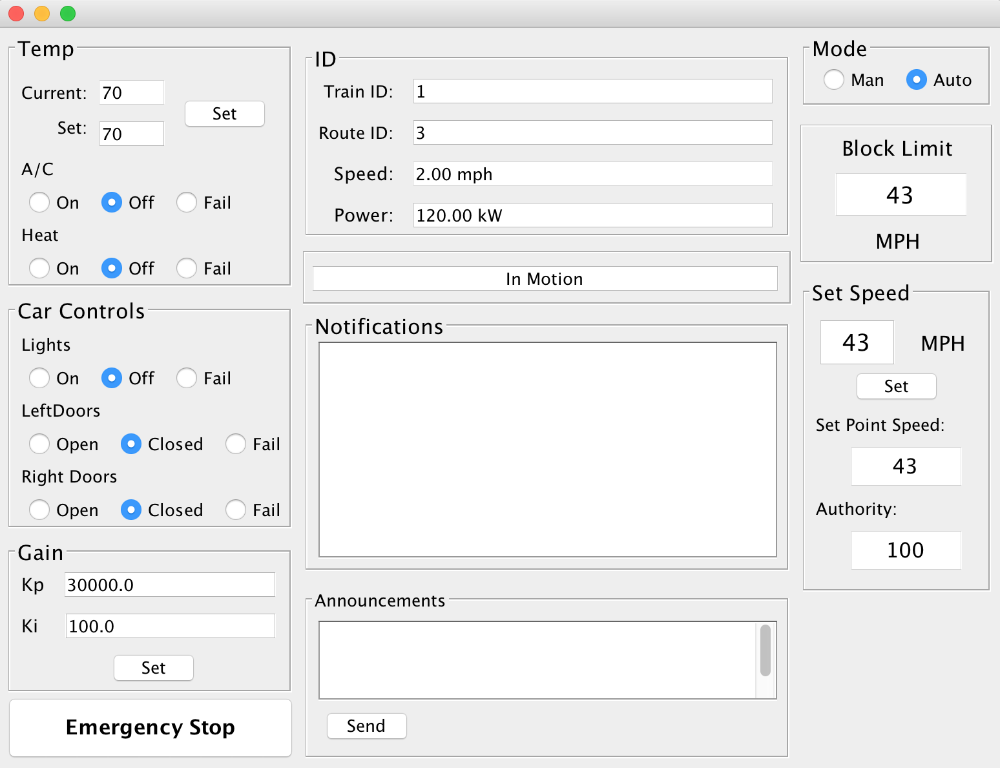 Temp
Current: 70
Set
Set: 70
A/C
On Off Fail
Heat
On Off Fail
Car Controls
Lights
On Off Fail
LeftDoors
Open Closed Fail
Right Doors
Open Closed Fail
Gain
Kp 30000.0
Ki 100.0
Set
Emergency Stop
ID
Train ID: 1
Route ID: 3
Speed: 2.00 mph
Power: 120.00 kW
In Motion
Notifications
Announcements
Send
Mode
Man Auto
Block Limit
43
MPH
Set Speed
43 MPH
Set
Set Point Speed:
43
Authority:
100